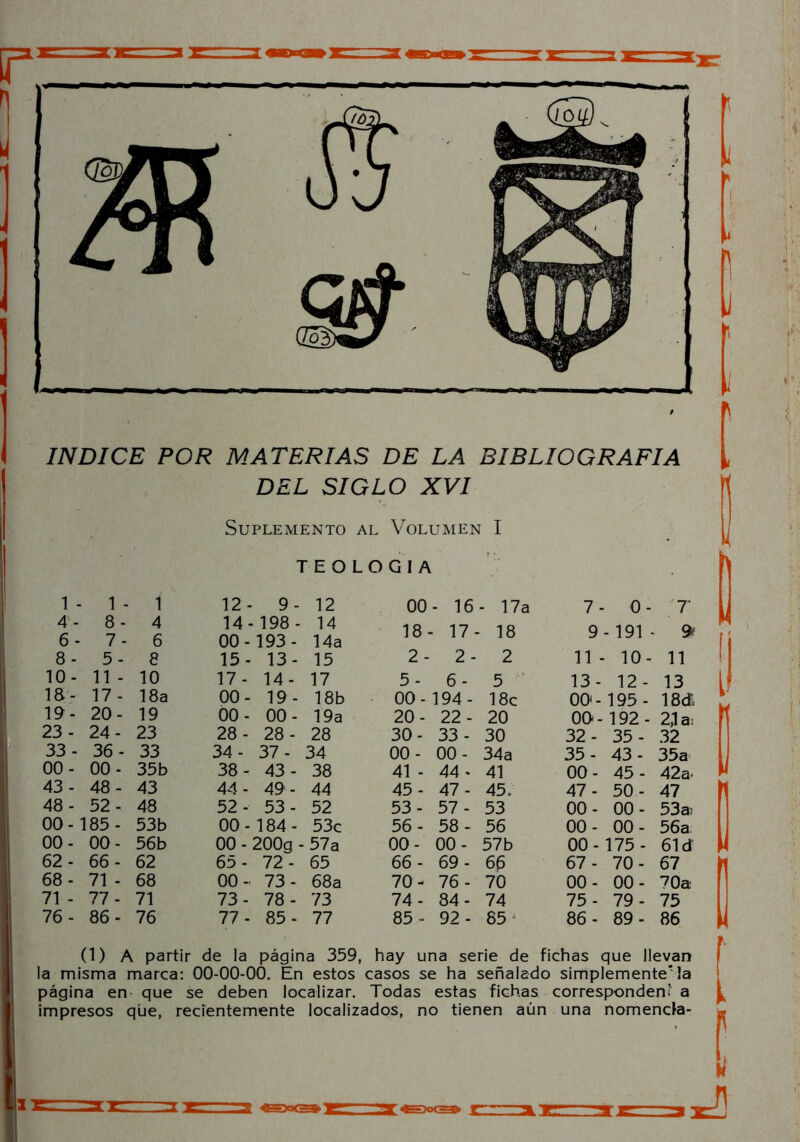 101
102
103
104
INDICE POR MATERIAS DE LA BIBLIOGRAFIA
DEL SIGLO XVI
SUPLEMENTO AL VOLUMEN I
TEOLOGIA
1 - 1 - 1 12 - 9 - 12 00 - 16 - 17a 7 - 0 - 7
4 - 8 - 4 14 - 198 - 14 18 - 17 - 18 9 - 191 - 9
6 - 7 - 6 00 - 193 - 14a
8 - 5 - 8 15 - 13 - 15 2 - 2 - 2 11 - 10 - 11
10 - 11 - 10 17 - 14 - 17 5 - 6 - 5 13 - 12 - 13
18 - 17 - 18a 00 - 19 - 18b 00 - 194 - 18c 00 - 195 - 18d
19 - 20 - 19 00 - 00 - 19a 20 - 22 - 20 00 - 192 - 21a
23 - 24 - 23 28 - 28 - 28 30 - 33 - 30 32 - 35 - 32
33 - 36 - 33 34 - 37 - 34 00 - 00 - 34a 35 - 43 - 35a
00 - 00 - 35b 38 - 43 - 38 41 - 44 - 41 00 - 45 - 42a
43 - 48 - 43 44 - 49 - 44 45 - 47 - 45. 47 - 50 - 47
48 - 52 - 48 52 - 53 - 52 53 - 57 - 53 00 - 00 - 53a
00 - 185 - 53b 00 - 184 - 53c 56 - 58 - 56 00 - 00 - 56a
00 - 00 - 56b 00 - 200g - 57a 00 - 00 - 57b 00 - 175 - 61d
62 - 66 - 62 65 - 72 - 65 66 - 69 - 66 67 - 70 - 67
68 - 71 - 68 00 - 73 - 68a 70 - 76 - 70 00 - 00 - 70a
71 - 77 - 71 73 - 78 - 73 74 - 84 - 74 75 - 79 - 75
76 - 86 - 76 77 - 85 - 77 85 - 92 - 85 86 - 89 - 86
(1) A partir de la página 359, hay una serie de fichas que llevan
la misma marca: 00-00-00. En estos casos se ha señalado simplemente la
página en que se deben localizar. Todas estas fichas corresponden a
impresos que, recientemente localizados, no tienen aún una nomencla-